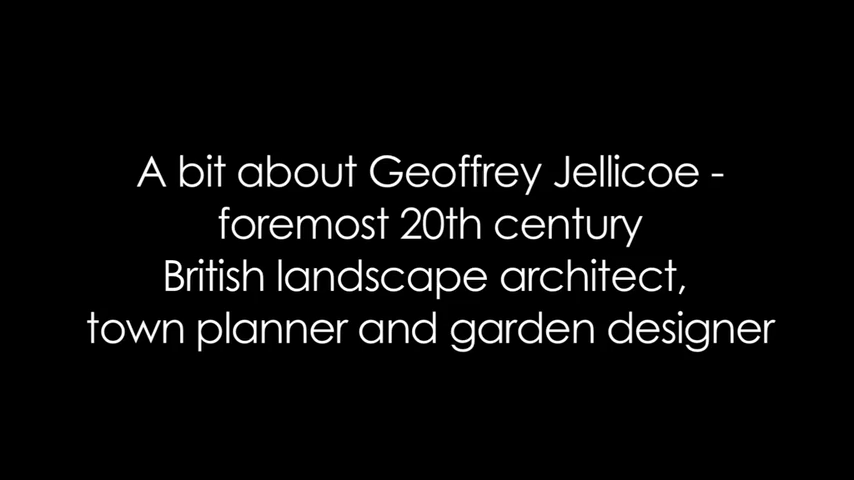 A bit about Geoffrey Jellicoe -
foremost 20th century
British landscape architect,
town planner and garden designer